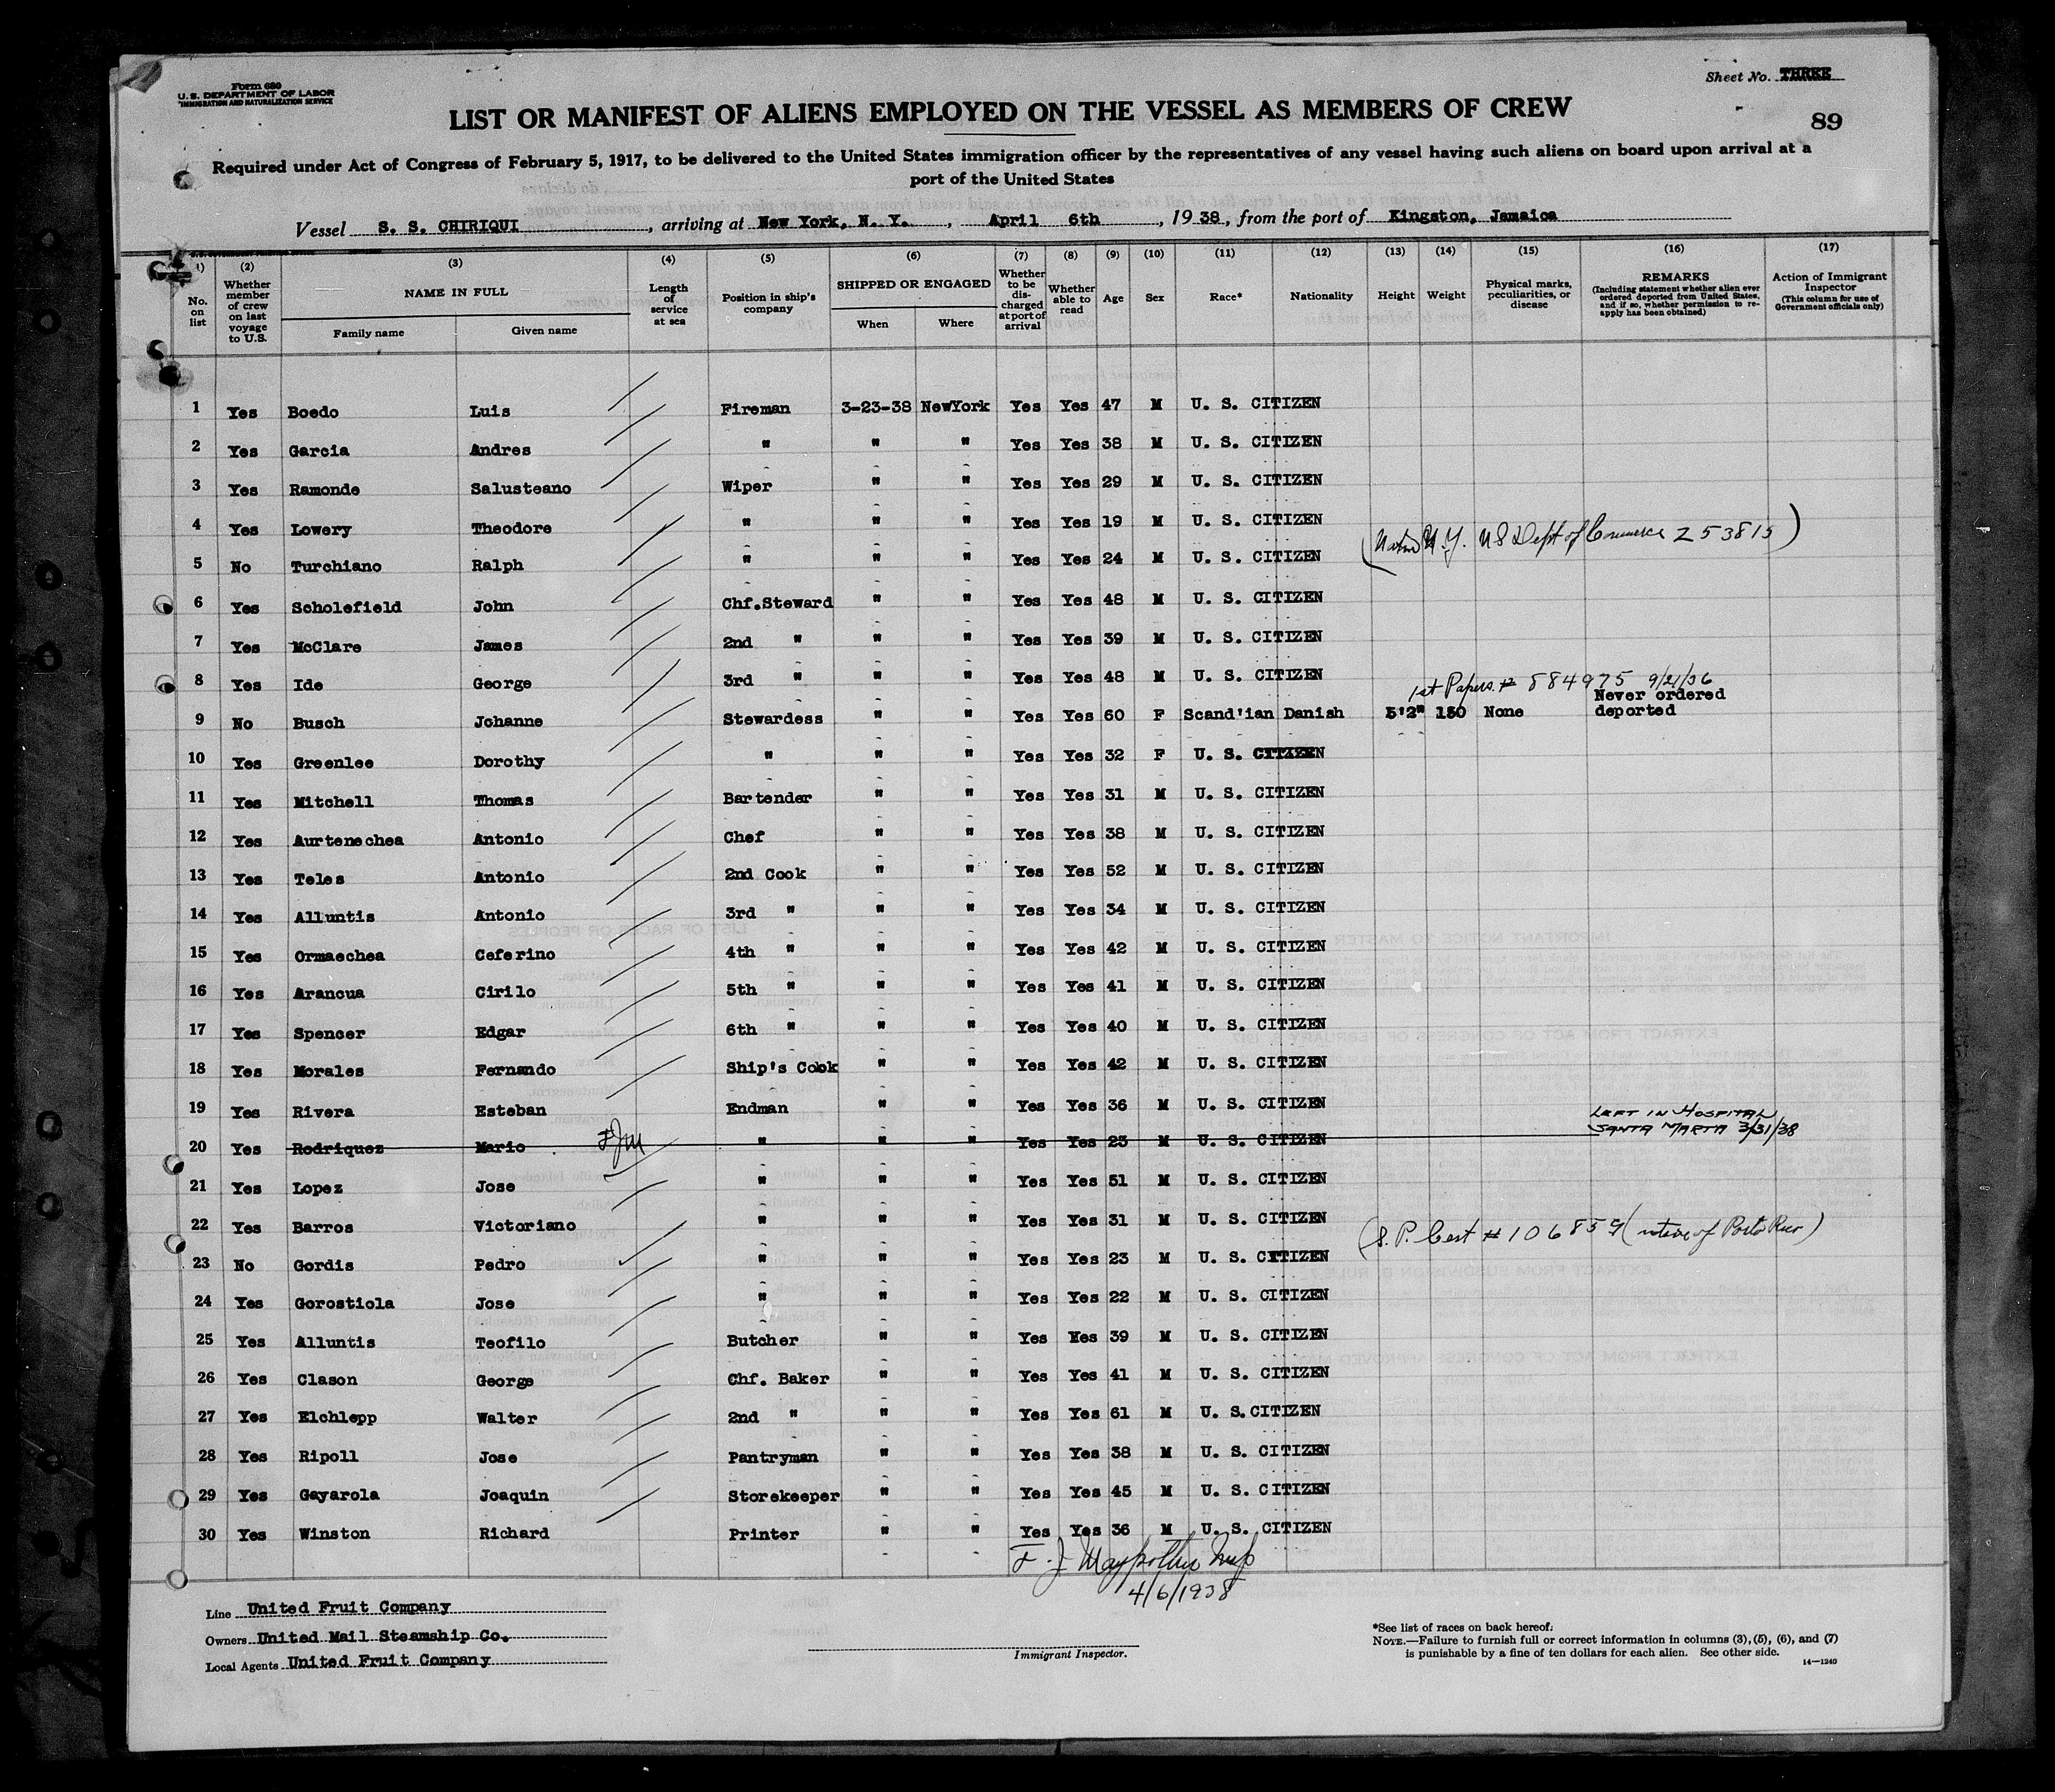 Form 680
U. S. DEPARTMENT OF LABOR
IMMIGRATION AND NATURALIZATION SERVICE
Sheet No. THREE
LIST OR MANIFEST OF ALIENS EMPLOYED ON THE VESSEL AS MEMBERS OF CREW
89
Required under Act of Congress of February 5, 1917, to be delivered to the United States immigration officer by the representatives of any vessel having such aliens on board upon arrival at a
port of the United States
Vessel S. S. CHIRIQUI, arriving at New York, N. Y., April 6th, 1938, from the port of Kingston, Jamaica
(1) (2) (3) (4) (5) (6) (7) (8) (9) (10) (11) (12) (13) (14) (15) (16) (17)
No. on list Whether member of crew on last voyage to U.S. NAME IN FULL Family name Given name Length of service at sea Position in ship's company SHIPPED OR ENGAGED When Where Whether to be discharged at port of arrival Whether able to read Age Sex Race* Nationality Height Weight Physical marks, peculiarities, or disease REMARKS (Including statement whether alien ever ordered deported from United States, and if so, whether permission to re-apply has been obtained) Action of Immigrant Inspector (This column for use of Government officials only)
1 Yes Boedo Luis Fireman 3-23-38 NewYork Yes Yes 47 M U. S. CITIZEN
2 Yes Garcia Andres " " " Yes Yes 38 M U. S. CITIZEN
3 Yes Ramonde Salusteano Wiper " " Yes Yes 29 M U. S. CITIZEN
4 Yes Lowery Theodore " " " Yes Yes 19 M U. S. CITIZEN
5 No Turchiano Ralph " " " Yes Yes 24 M U. S. CITIZEN (N.Y. US Dept of Commerce Z 53815)
6 Yes Scholefield John Chf.Steward " " Yes Yes 48 M U. S. CITIZEN
7 Yes McClare James 2nd " " " Yes Yes 39 M U. S. CITIZEN
8 Yes Ide George 3rd " " " Yes Yes 48 M U. S. CITIZEN
1st Papers # 884975 9/21/36
9 No Busch Johanne Stewardess " " Yes Yes 60 F Scand'ian Danish 5'2" 150 None Never ordered deported
10 Yes Greenlee Dorothy " " " Yes Yes 32 F U. S. CITIZEN
11 Yes Mitchell Thomas Bartender " " Yes Yes 31 M U. S. CITIZEN
12 Yes Aurtenechea Antonio Chef " " Yes Yes 38 M U. S. CITIZEN
13 Yes Teles Antonio 2nd Cook " " Yes Yes 52 M U. S. CITIZEN
14 Yes Alluntis Antonio 3rd " " " Yes Yes 34 M U. S. CITIZEN
15 Yes Ormaechea Ceferino 4th " " " Yes Yes 42 M U. S. CITIZEN
16 Yes Arancua Cirilo 5th " " " Yes Yes 41 M U. S. CITIZEN
17 Yes Spencer Edgar 6th " " " Yes Yes 40 M U. S. CITIZEN
18 Yes Morales Fernando Ship's Cook " " Yes Yes 42 M U. S. CITIZEN
19 Yes Rivera Esteban Endman " " Yes Yes 36 M U. S. CITIZEN
20 Yes Rodriquez Mario " " " Yes Yes 23 M U. S. CITIZEN LEFT IN HOSPITAL SANTA MARTA 3/31/38
21 Yes Lopez Jose " " " Yes Yes 51 M U. S. CITIZEN
22 Yes Barros Victoriano " " " Yes Yes 31 M U. S. CITIZEN
23 No Gordis Pedro " " " Yes Yes 23 M U. S. CITIZEN (S.P. Cert # 106859 (native of Porto Rico)
24 Yes Gorostiola Jose " " " Yes Yes 22 M U. S. CITIZEN
25 Yes Alluntis Teofilo Butcher " " Yes Yes 39 M U. S. CITIZEN
26 Yes Clason George Chf. Baker " " Yes Yes 41 M U. S. CITIZEN
27 Yes Elchlepp Walter 2nd " " " Yes Yes 61 M U. S.CITIZEN
28 Yes Ripoll Jose Pantryman " " Yes Yes 38 M U. S. CITIZEN
29 Yes Gayarola Joaquin Storekeeper " " Yes Yes 45 M U. S. CITIZEN
30 Yes Winston Richard Printer " " Yes Yes 36 M U. S. CITIZEN
4/6/1938
Line United Fruit Company
Owners United Mail Steamship Co.
Local Agents United Fruit Company
Immigrant Inspector.
*See list of races on back hereof.
NOTE.—Failure to furnish full or correct information in columns (3), (5), (6), and (7)
is punishable by a fine of ten dollars for each alien. See other side.
14—1240